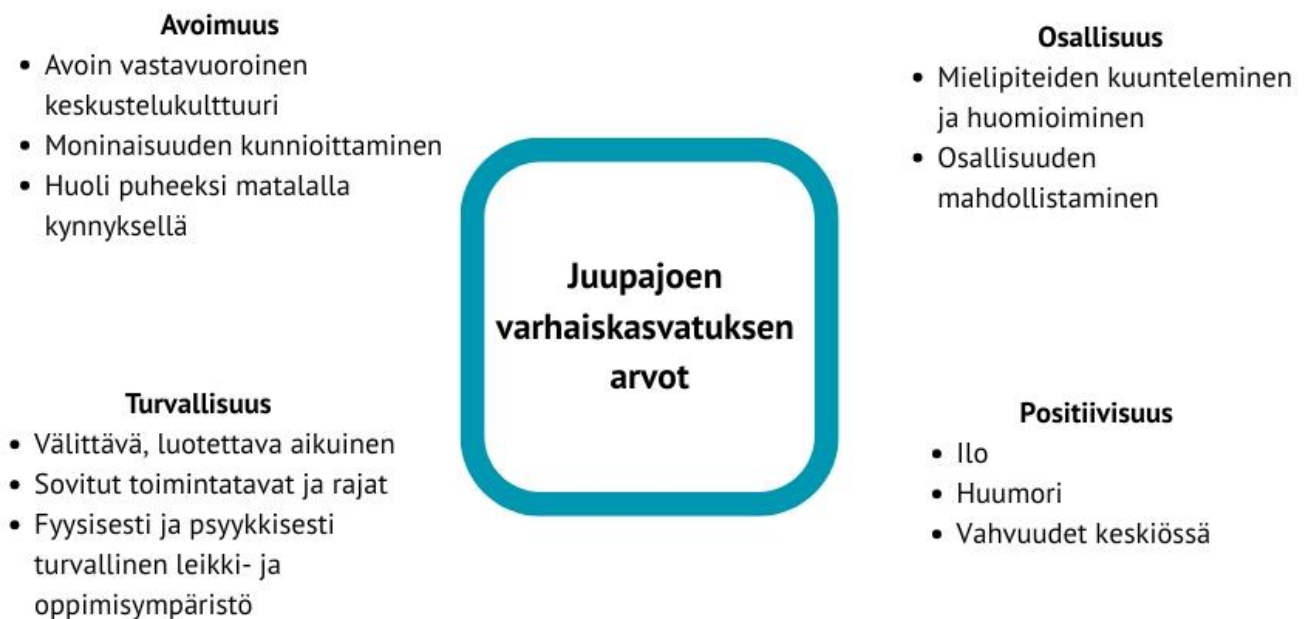 Avoimuus
• Avoin vastavuoroinen
keskustelukulttuuri
• Moninaisuuden kunnioittaminen
• Huoli puheeksi matalalla
kynnyksellä
Osallisuus
• Mielipiteiden kuunteleminen
ja huomioiminen
• Osallisuuden
mahdollistaminen
Juupajoen
varhaiskasvatuksen
arvot
Turvallisuus
• Välittävä, luotettava aikuinen
• Sovitut toimintatavat ja rajat
• Fyysisesti ja psyykkisesti
turvallinen leikki- ja
oppimisympäristö
Positiivisuus
• Ilo
• Huumori
• Vahvuudet keskiössä